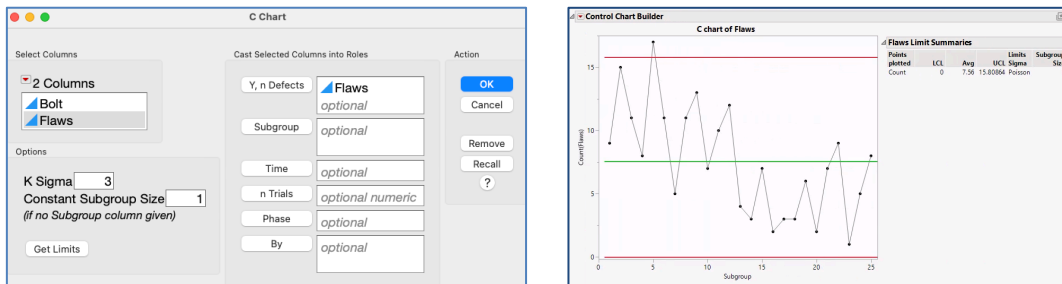 C Chart
Select Columns
2 Columns
Bolt
Flaws
Options
K Sigma 3
Constant Subgroup Size 1
(if no Subgroup column given)
Get Limits
Cast Selected Columns into Roles
Y, n Defects Flaws
optional
Subgroup optional
Time optional
n Trials optional numeric
Phase optional
By optional
Action
OK
Cancel
Remove
Recall
?
Control Chart Builder
C chart of Flaws
Count(Flaws)
15
10
5
0
0 5 10 15 20 25
Subgroup
Flaws Limit Summaries
Points Limits Subgroup
plotted LCL Avg UCL Sigma Size
Count 0 7.56 15.80864 Poisson